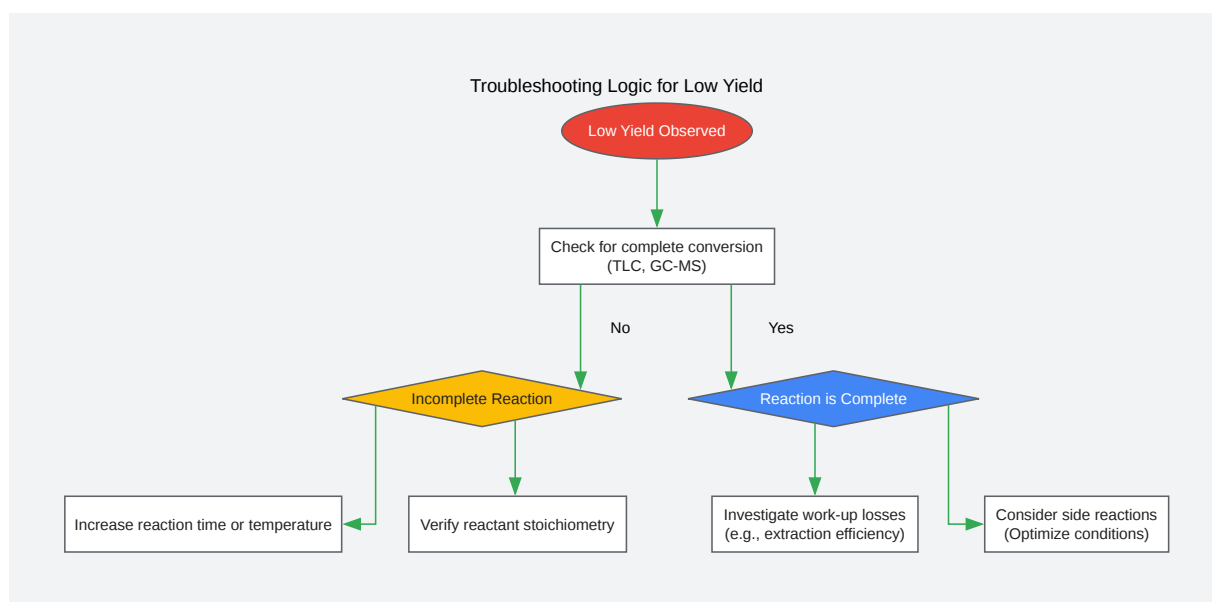 Troubleshooting Logic for Low Yield
Low Yield Observed
Check for complete conversion
(TLC, GC-MS)
No
Yes
Incomplete Reaction
Reaction is Complete
Increase reaction time or temperature
Verify reactant stoichiometry
Investigate work-up losses
(e.g., extraction efficiency)
Consider side reactions
(Optimize conditions)